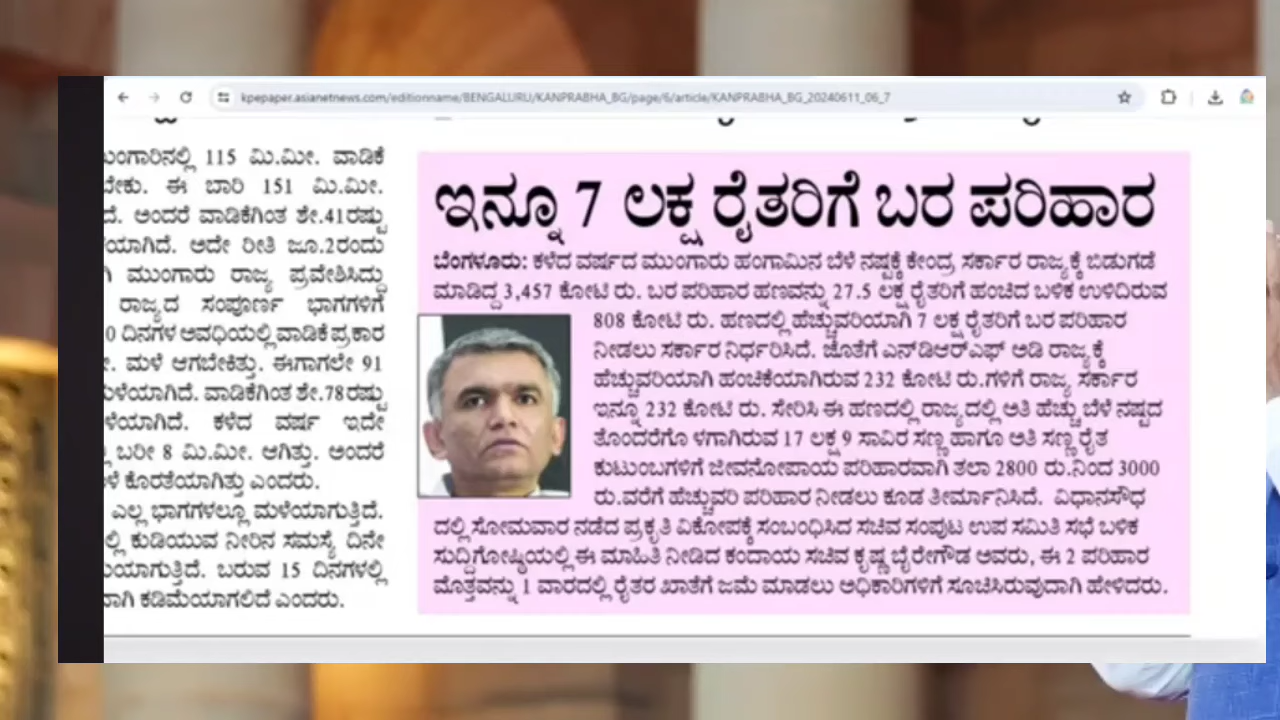 kpepaper.asianetnews.com/editionname/BENGALURU/KANPRABHA_BG/page/6/article/KANPRABHA_BG_20240611_06_7
115 ಮಿ.ಮೀ. ವಾಡಿಕೆ
ಬೇಕು. ಈ ಬಾರಿ 151 ಮಿ.ಮೀ.
ದೆ. ಅಂದರೆ ವಾಡಿಕೆಗಿಂತ ಶೇ.41ರಷ್ಟು
ಯಾಗಿದೆ. ಅದೇ ರೀತಿ ಜೂ.2ರಂದು
ಮುಂಗಾರು ರಾಜ್ಯ ಪ್ರವೇಶಿಸಿದ್ದು
ರಾಜ್ಯದ ಸಂಪೂರ್ಣ ಭಾಗಗಳಿಗೆ
0 ದಿನಗಳ ಅವಧಿಯಲ್ಲಿ ವಾಡಿಕೆ ಪ್ರಕಾರ
ಮಳೆ ಆಗಬೇಕಿತ್ತು. ಈಗಾಗಲೇ 91
ವಾಡಿಕೆಗಿಂತ ಶೇ.78ರಷ್ಟು
ಳೆಯಾಗಿದೆ. ಕಳೆದ ವರ್ಷ ಇದೇ
ಬರೀ 8 ಮಿ.ಮೀ. ಆಗಿತ್ತು. ಅಂದರೆ
ಳೆ ಕೊರತೆಯಾಗಿತ್ತು ಎಂದರು.
ಎಲ್ಲ ಭಾಗಗಳಲ್ಲೂ ಮಳೆಯಾಗುತ್ತಿದೆ.
ಲ್ಲಿ ಕುಡಿಯುವ ನೀರಿನ ಸಮಸ್ಯೆ ದಿನೇ
ಯಾಗುತ್ತಿದೆ. ಬರುವ 15 ದಿನಗಳಲ್ಲಿ
ವಾಗಿ ಕಡಿಮೆಯಾಗಲಿದೆ ಎಂದರು.
ಇನ್ನೂ 7 ಲಕ್ಷ ರೈತರಿಗೆ ಬರ ಪರಿಹಾರ
ಬೆಂಗಳೂರು: ಕಳೆದ ವರ್ಷದ ಮುಂಗಾರು ಹಂಗಾಮಿನ ಬೆಳೆ ನಷ್ಟಕ್ಕೆ ಕೇಂದ್ರ ಸರ್ಕಾರ ರಾಜ್ಯಕ್ಕೆ ಬಿಡುಗಡೆ
ಮಾಡಿದ್ದ 3,457 ಕೋಟಿ ರು. ಬರ ಪರಿಹಾರ ಹಣವನ್ನು 27.5 ಲಕ್ಷ ರೈತರಿಗೆ ಹಂಚಿದ ಬಳಿಕ ಉಳಿದಿರುವ
808 ಕೋಟಿ ರು. ಹಣದಲ್ಲಿ ಹೆಚ್ಚುವರಿಯಾಗಿ 7 ಲಕ್ಷ ರೈತರಿಗೆ ಬರ ಪರಿಹಾರ
ನೀಡಲು ಸರ್ಕಾರ ನಿರ್ಧರಿಸಿದೆ. ಜೊತೆಗೆ ಎನ್‌ಡಿಆರ್‌ಎಫ್ ಅಡಿ ರಾಜ್ಯಕ್ಕೆ
ಹೆಚ್ಚುವರಿಯಾಗಿ ಹಂಚಿಕೆಯಾಗಿರುವ 232 ಕೋಟಿ ರು.ಗಳಿಗೆ ರಾಜ್ಯ ಸರ್ಕಾರ
ಇನ್ನೂ 232 ಕೋಟಿ ರು. ಸೇರಿಸಿ ಈ ಹಣದಲ್ಲಿ ರಾಜ್ಯದಲ್ಲಿ ಅತಿ ಹೆಚ್ಚು ಬೆಳೆ ನಷ್ಟದ
ತೊಂದರೆಗೊ ಳಗಾಗಿರುವ 17 ಲಕ್ಷ 9 ಸಾವಿರ ಸಣ್ಣ ಹಾಗೂ ಅತಿ ಸಣ್ಣ ರೈತ
ಕುಟುಂಬಗಳಿಗೆ ಜೀವನೋಪಾಯ ಪರಿಹಾರವಾಗಿ ತಲಾ 2800 ರು.ನಿಂದ 3000
ರು.ವರೆಗೆ ಹೆಚ್ಚುವರಿ ಪರಿಹಾರ ನೀಡಲು ಕೂಡ ತೀರ್ಮಾನಿಸಿದೆ. ವಿಧಾನಸೌಧ
ದಲ್ಲಿ ಸೋಮವಾರ ನಡೆದ ಪ್ರಕೃತಿ ವಿಕೋಪಕ್ಕೆ ಸಂಬಂಧಿಸಿದ ಸಚಿವ ಸಂಪುಟ ಉಪ ಸಮಿತಿ ಸಭೆ ಬಳಿಕ
ಸುದ್ದಿಗೋಷ್ಠಿಯಲ್ಲಿ ಈ ಮಾಹಿತಿ ನೀಡಿದ ಕಂದಾಯ ಸಚಿವ ಕೃಷ್ಣ ಬೈರೇಗೌಡ ಅವರು, ಈ 2 ಪರಿಹಾರ
ಮೊತ್ತವನ್ನು 1 ವಾರದಲ್ಲಿ ರೈತರ ಖಾತೆಗೆ ಜಮೆ ಮಾಡಲು ಅಧಿಕಾರಿಗಳಿಗೆ ಸೂಚಿಸಿರುವುದಾಗಿ ಹೇಳಿದರು.